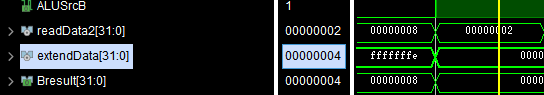 ALUSrcB 1
readData2[31:0] 00000002 00000008 00000002
extendData[31:0] 00000004 fffffffe 0000
Bresult[31:0] 00000004 00000008 0000